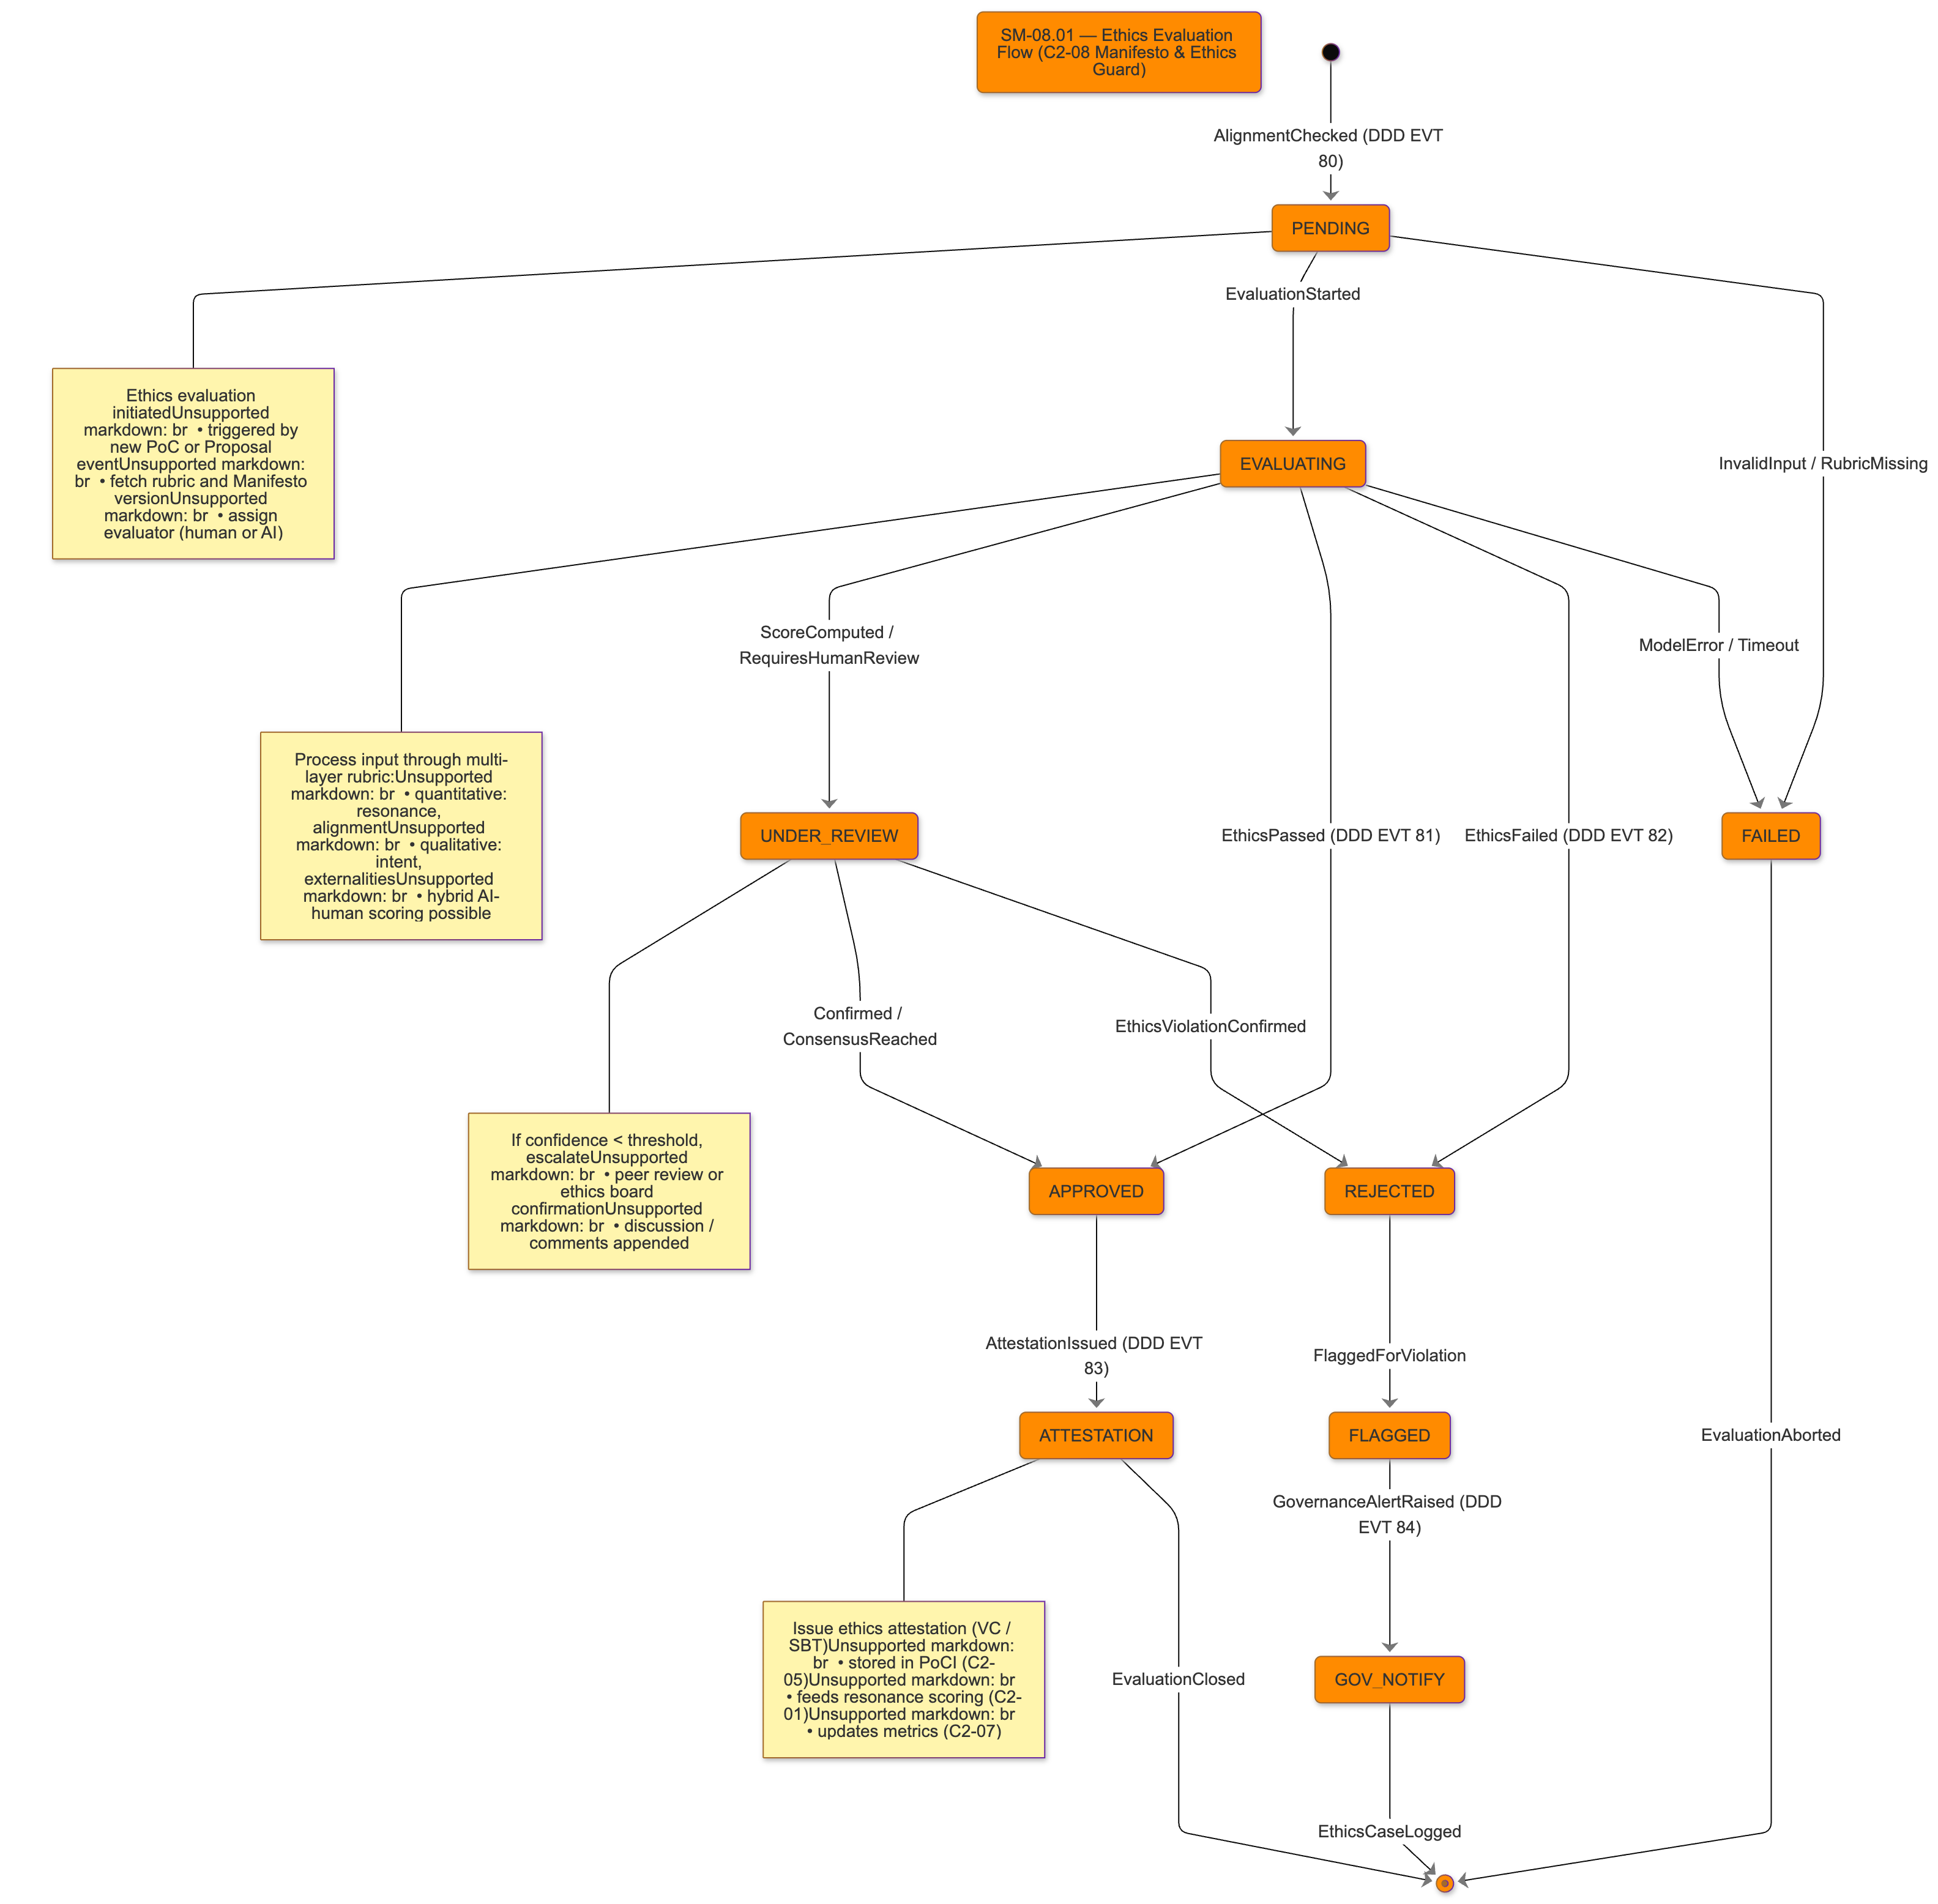 SM-08.01 — Ethics Evaluation
Flow (C2-08 Manifesto & Ethics
Guard)
AlignmentChecked (DDD EVT
80)
PENDING
EvaluationStarted
Ethics evaluation
initiatedUnsupported
markdown: br • triggered by
new PoC or Proposal
eventUnsupported markdown:
br • fetch rubric and Manifesto
versionUnsupported
markdown: br • assign
evaluator (human or AI)
EVALUATING
InvalidInput / RubricMissing
ScoreComputed /
RequiresHumanReview
ModelError / Timeout
Process input through multi-
layer rubric:Unsupported
markdown: br • quantitative:
resonance,
alignmentUnsupported
markdown: br • qualitative:
intent,
externalitiesUnsupported
markdown: br • hybrid AI-
human scoring possible
UNDER_REVIEW
EthicsPassed (DDD EVT 81)
EthicsFailed (DDD EVT 82)
FAILED
Confirmed /
ConsensusReached
EthicsViolationConfirmed
If confidence < threshold,
escalateUnsupported
markdown: br • peer review or
ethics board
confirmationUnsupported
markdown: br • discussion /
comments appended
APPROVED
REJECTED
AttestationIssued (DDD EVT
83)
FlaggedForViolation
ATTESTATION
FLAGGED
EvaluationAborted
GovernanceAlertRaised (DDD
EVT 84)
Issue ethics attestation (VC /
SBT)Unsupported markdown:
br • stored in PoCI (C2-
05)Unsupported markdown: br
• feeds resonance scoring (C2-
01)Unsupported markdown: br
• updates metrics (C2-07)
EvaluationClosed
GOV_NOTIFY
EthicsCaseLogged